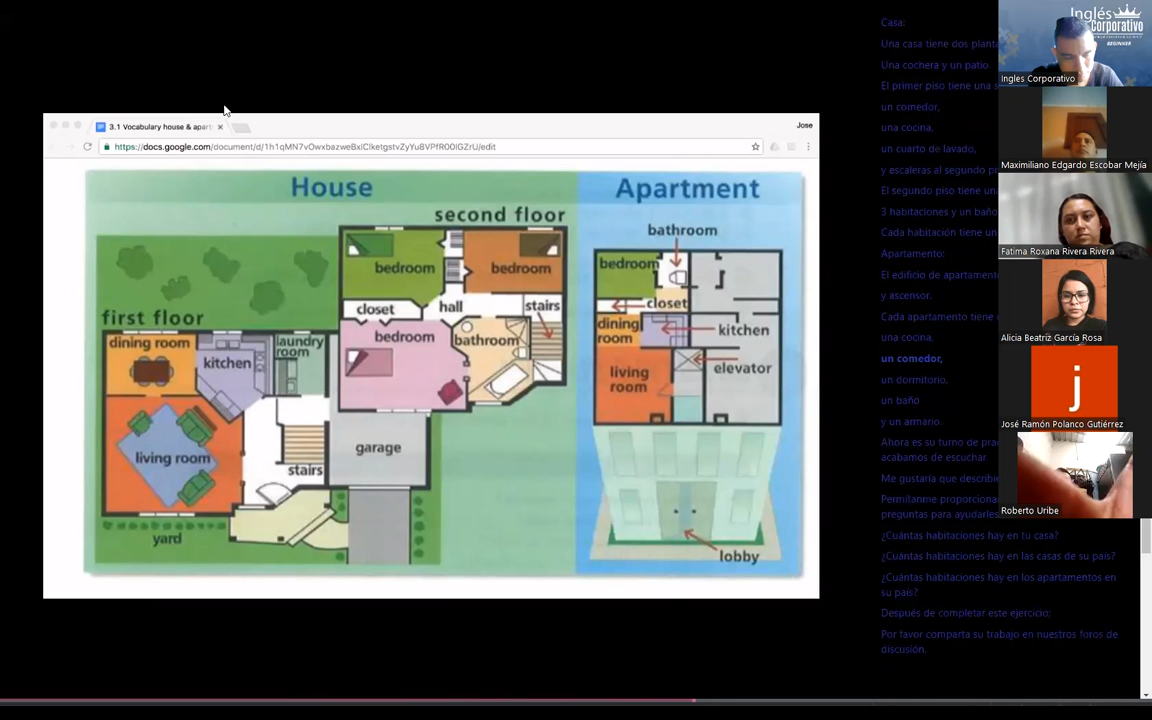 3.1 Vocabulary house & apart
Jose
https://docs.google.com/document/d/1h1qMN7vOwxbazweBxiClketgstvZyYu8VPfR00lGZrU/edit
House
Apartment
second floor
bedroom
bedroom
closet
hall
stairs
bedroom
bathroom
first floor
dining room
kitchen
laundry
room
living room
stairs
garage
yard
bathroom
bedroom
closet
dining
room
kitchen
living
room
elevator
lobby
Casa:
Una casa tiene dos planta
Una cochera y un patio.
El primer piso tiene una s
un comedor,
una cocina,
un cuarto de lavado,
y escaleras al segundo p
El segundo piso tiene un
3 habitaciones y un baño
Cada habitación tiene un
Apartamento:
El edificio de apartamento
y ascensor.
Cada apartamento tiene
una cocina,
un comedor,
un dormitorio,
un baño
y un armario.
Ahora es su turno de prac
acabamos de escuchar
Me gustaría que describie
Permítanme proporciona
preguntas para ayudarles
¿Cuántas habitaciones hay en tu casa?
¿Cuántas habitaciones hay en las casas de su país?
¿Cuántas habitaciones hay en los apartamentos en
su país?
Después de completar este ejercicio;
Por favor comparta su trabajo en nuestros foros de
discusión.
Inglés
Corporativo
BEGINNER
Ingles Corporativo
Maximiliano Edgardo Escobar Mejía
Fatima Roxana Rivera Rivera
Alicia Beatriz García Rosa
j
José Ramón Polanco Gutiérrez
Roberto Uribe